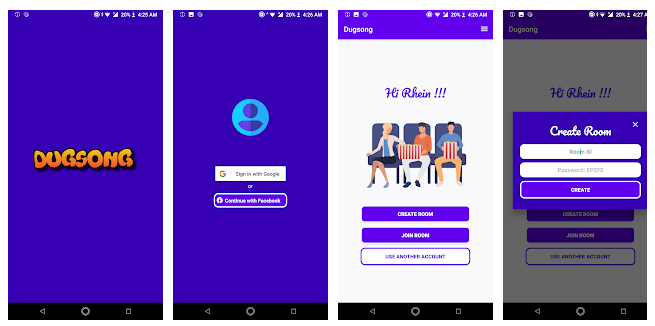 20% 4:25 AM
DUGSONG
20% 4:26 AM
Sign in with Google
or
Continue with Facebook
20% 4:26 AM
Dugsong
Hi Rhein !!!
CREATE ROOM
JOIN ROOM
USE ANOTHER ACCOUNT
20% 4:27 A
Dugsong
Hi Rhein !!!
Create Room
Room ID
Password: EPZFE
CREATE
CREATE ROOM
JOIN ROOM
USE ANOTHER ACCOUNT